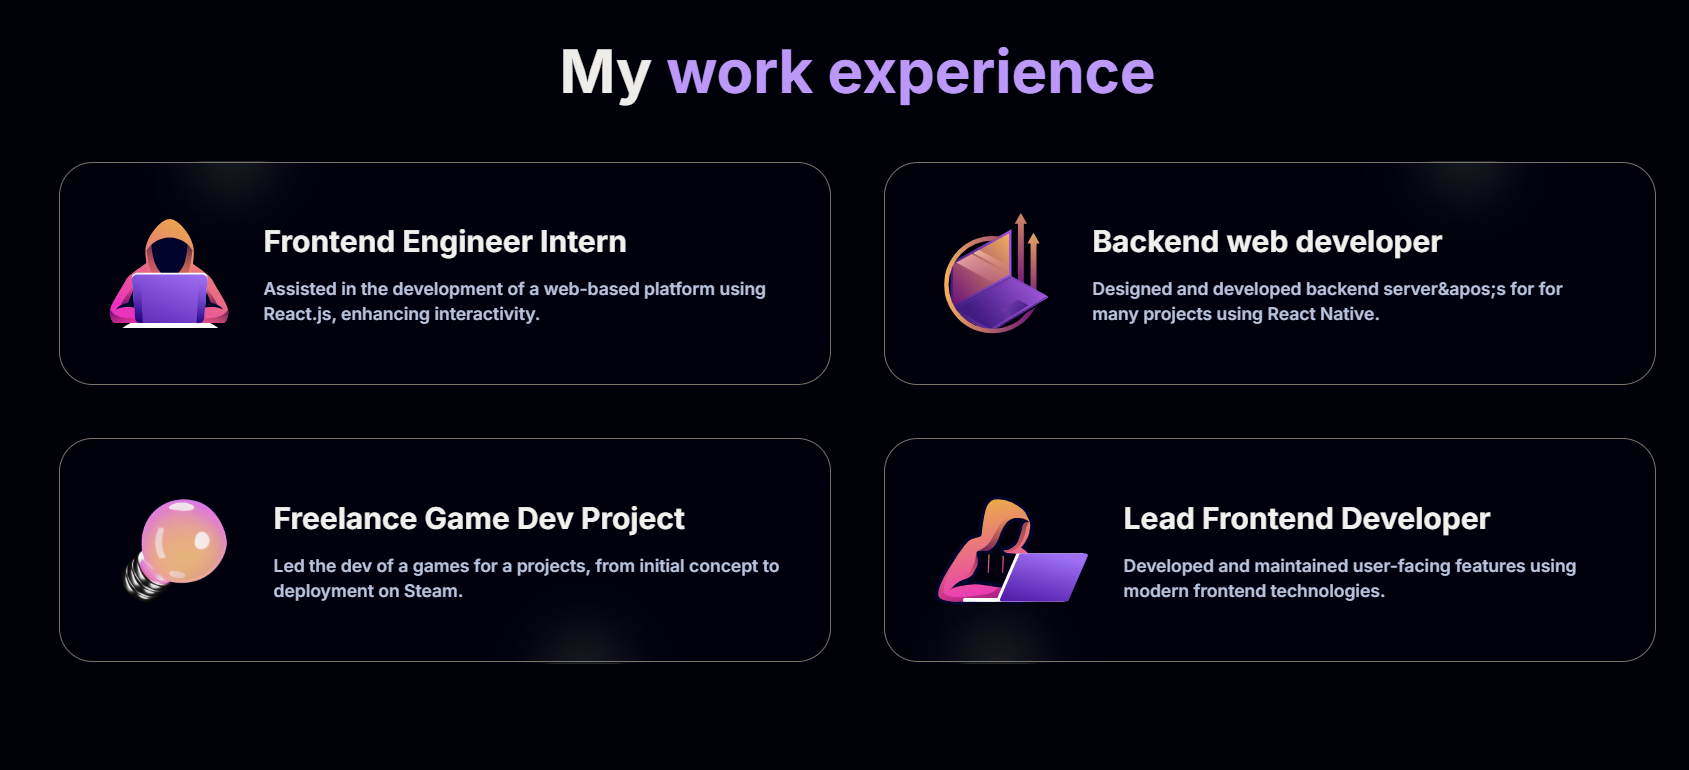 My work experience
Frontend Engineer Intern
Assisted in the development of a web-based platform using
React.js, enhancing interactivity.
Backend web developer
Designed and developed backend server&apos;s for for
many projects using React Native.
Freelance Game Dev Project
Led the dev of a games for a projects, from initial concept to
deployment on Steam.
Lead Frontend Developer
Developed and maintained user-facing features using
modern frontend technologies.